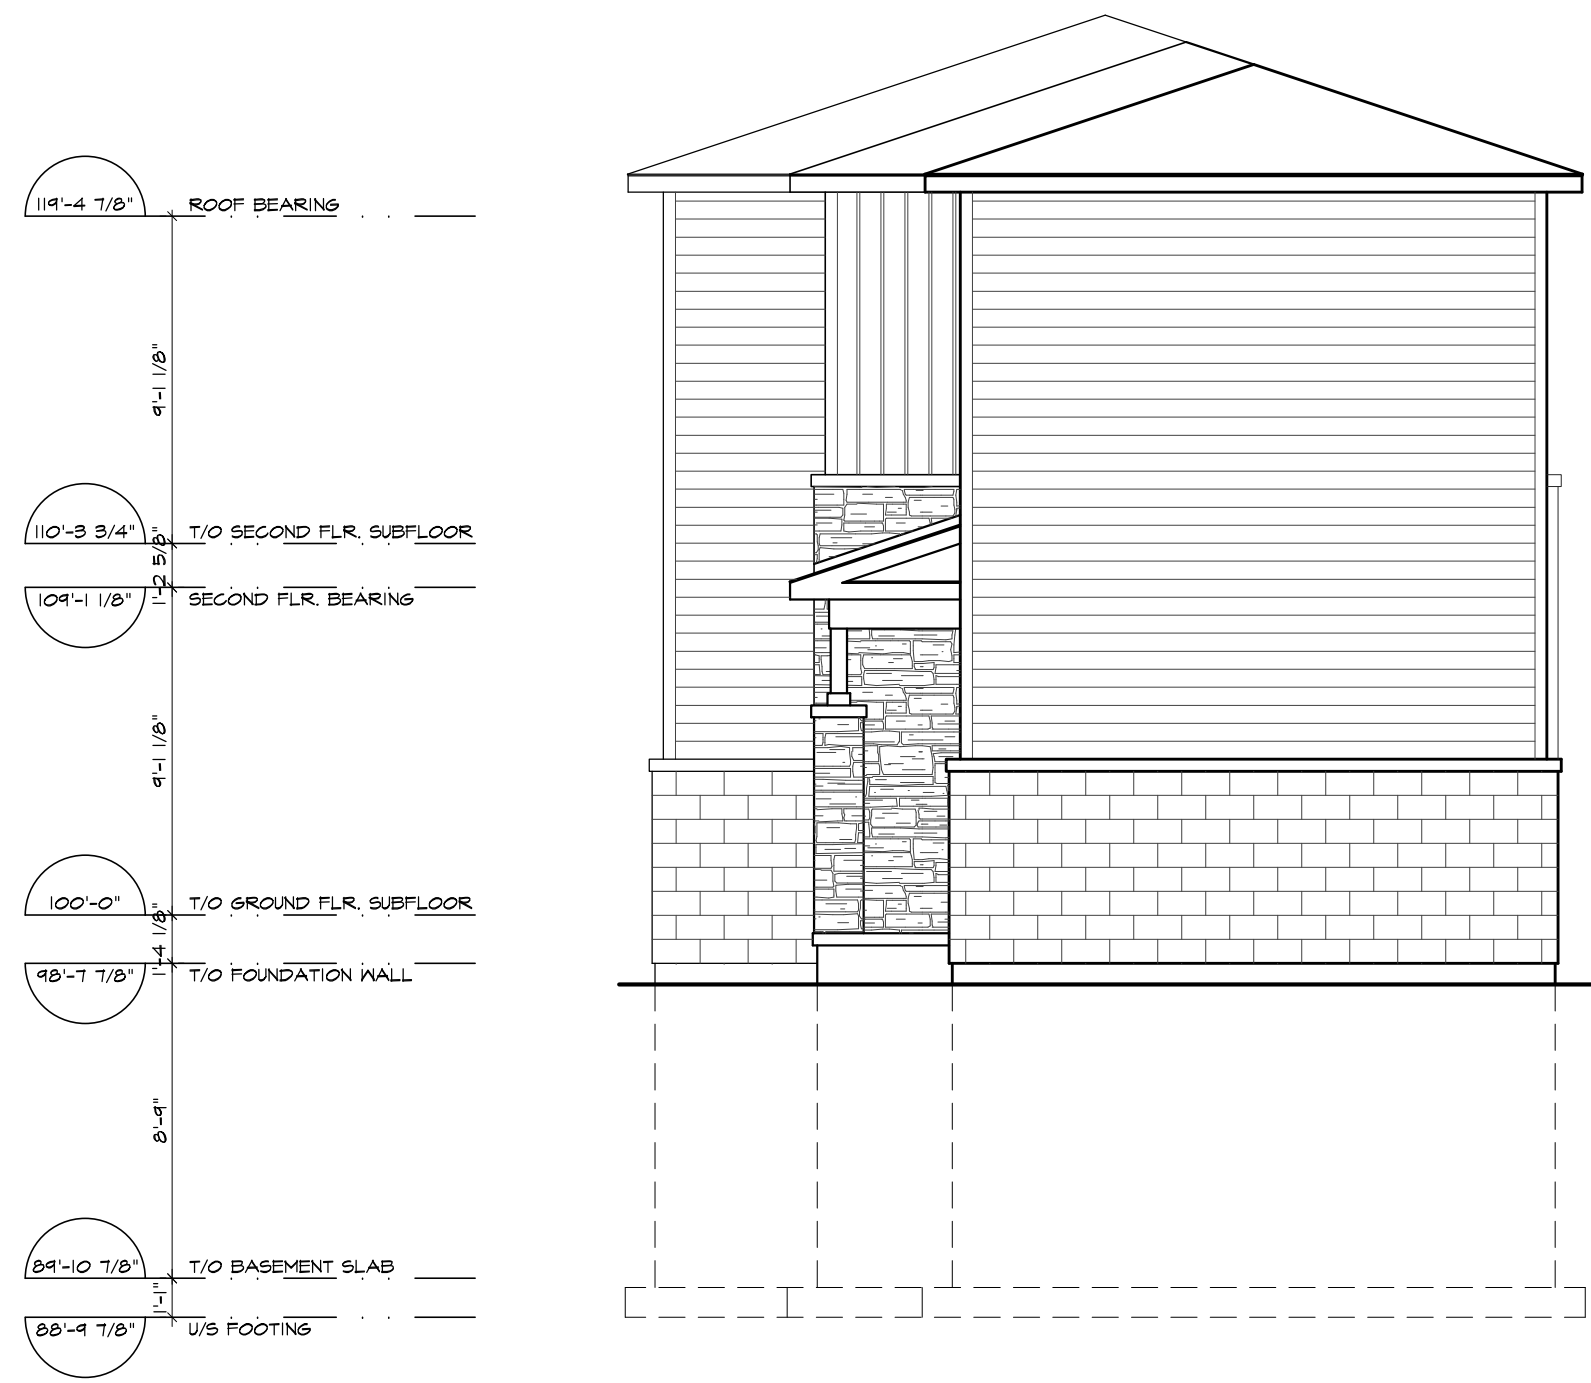 119'-4 7/8" ROOF BEARING
9'-1 1/8"
110'-3 3/4" T/O SECOND FLR. SUBFLOOR
1'-2 5/8"
109'-1 1/8" SECOND FLR. BEARING
9'-1 1/8"
100'-0" T/O GROUND FLR. SUBFLOOR
1'-4 1/8"
98'-7 7/8" T/O FOUNDATION WALL
8'-9"
89'-10 7/8" T/O BASEMENT SLAB
1'-1"
88'-9 7/8" U/S FOOTING